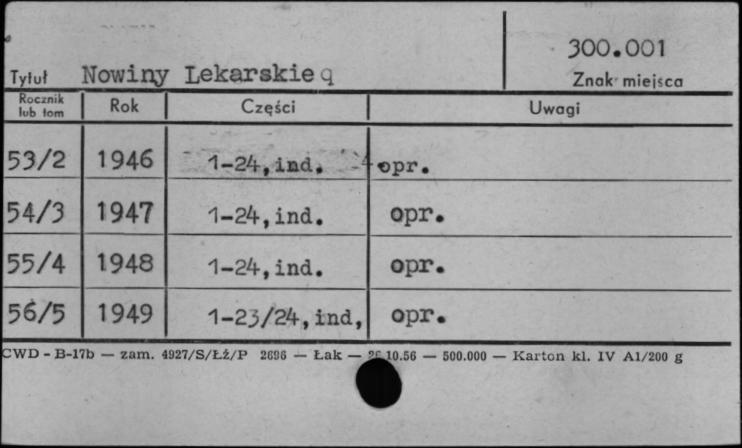 300.001
Tytuł Nowiny Lekarskie q Znak miejsca
Rocznik lub tom Rok Części Uwagi
53/2 1946 1-24,ind. opr.
54/3 1947 1-24,ind. opr.
55/4 1948 1-24,ind. opr.
56/5 1949 1-23/24,ind, opr.
CWD - B-17b — zam. 4927/S/Łż/P 2696 — Łak — 26.10.56 — 500.000 — Karton kl. IV A1/200 g